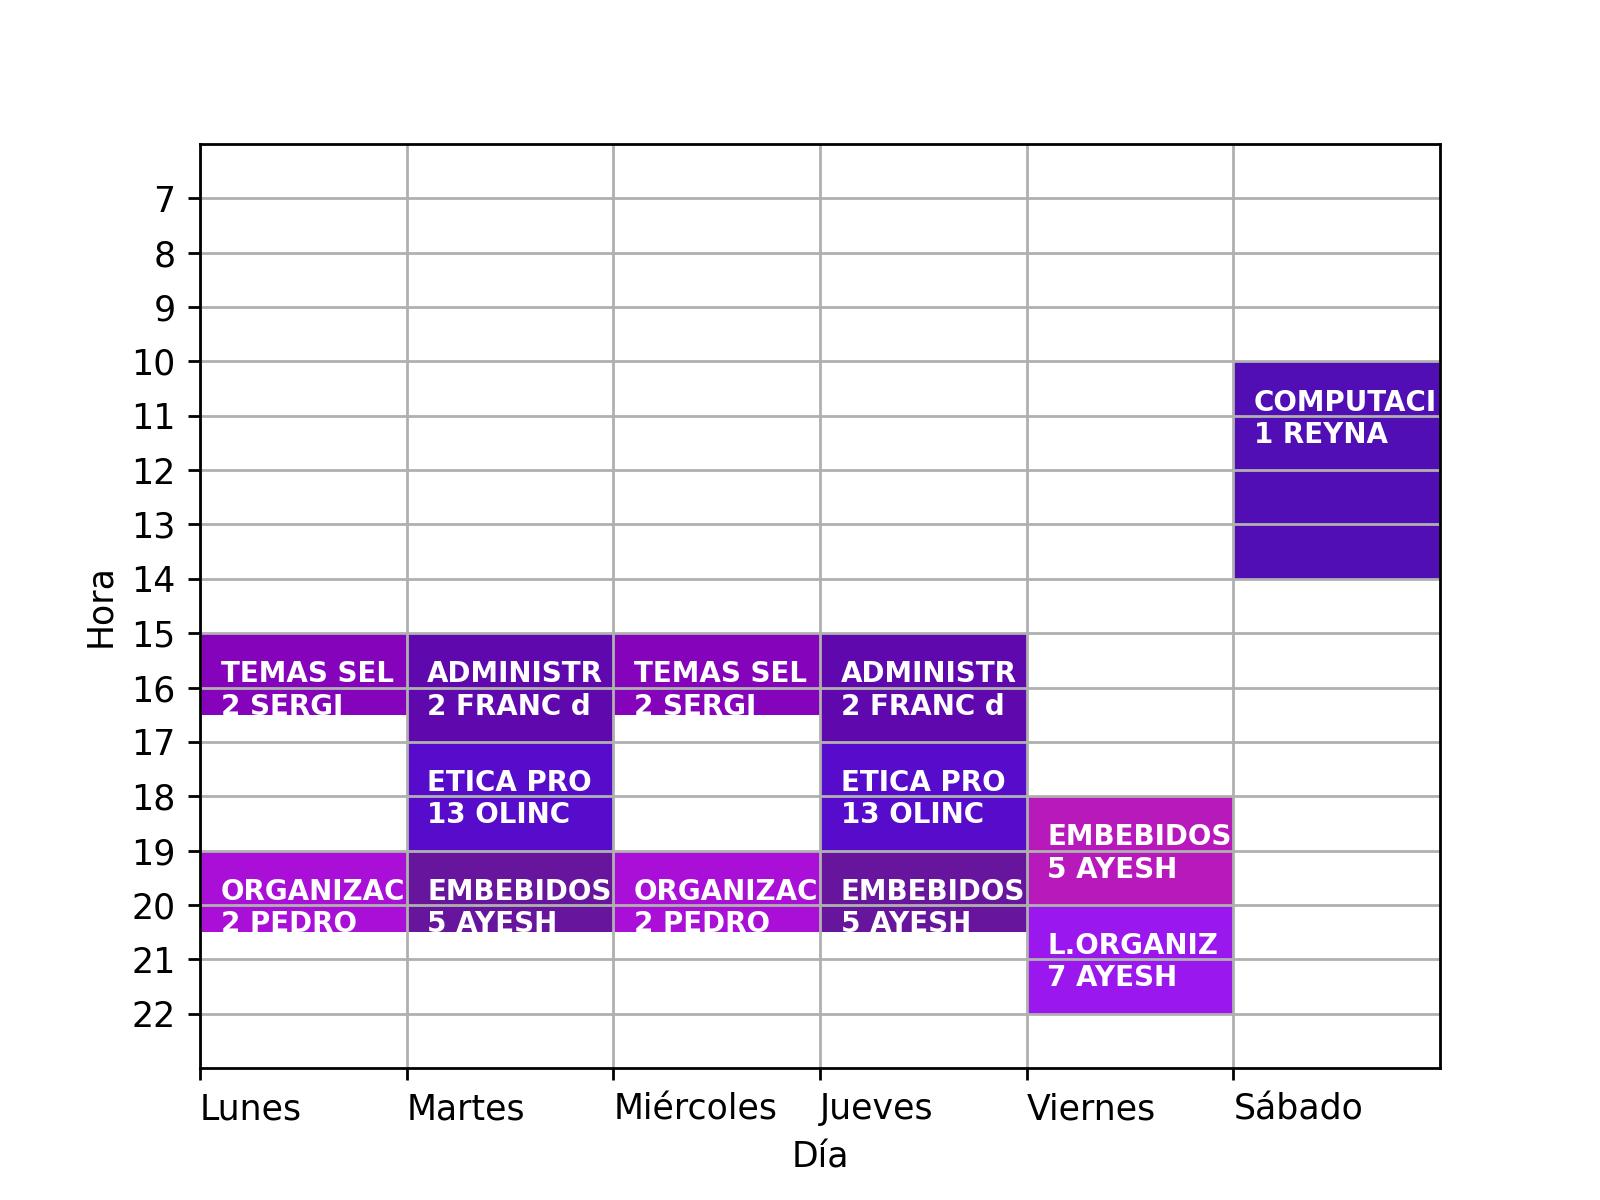 7
8
9
10
COMPUTACI
11
1 REYNA
12
13
14
Hora
15
TEMAS SEL ADMINISTR TEMAS SEL ADMINISTR
16
2 SERGI 2 FRANC d 2 SERGI 2 FRANC d
17
ETICA PRO ETICA PRO
18
13 OLINC 13 OLINC
EMBEBIDOS
19
5 AYESH
ORGANIZAC EMBEBIDOS ORGANIZAC EMBEBIDOS
20
2 PEDRO 5 AYESH 2 PEDRO 5 AYESH
L.ORGANIZ
21
7 AYESH
22
Lunes Martes Miércoles Jueves Viernes Sábado
Día